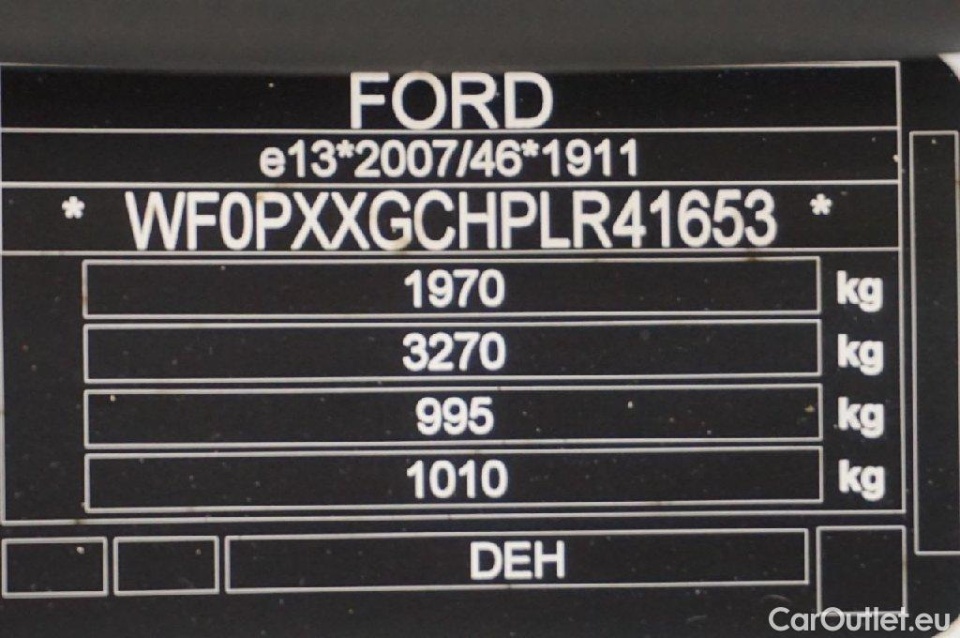 FORD
e13*2007/46*1911
* WF0PXXGCHPLR41653 *
1970 kg
3270 kg
995 kg
1010 kg
DEH
CarOutlet.eu